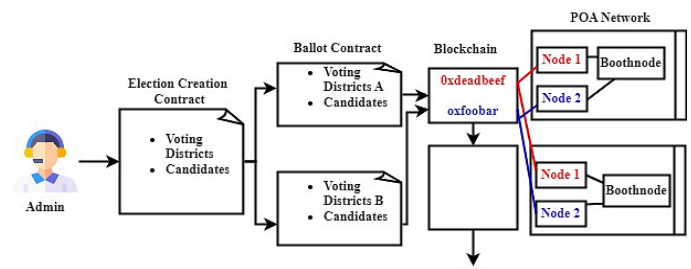 POA Network
Ballot Contract
Blockchain
Election Creation
Contract
• Voting
Districts A
• Candidates
0xdeadbeef
oxfoobar
Node 1
Boothnode
Node 2
• Voting
Districts
• Candidates
Admin
• Voting
Districts B
• Candidates
Node 1
Boothnode
Node 2